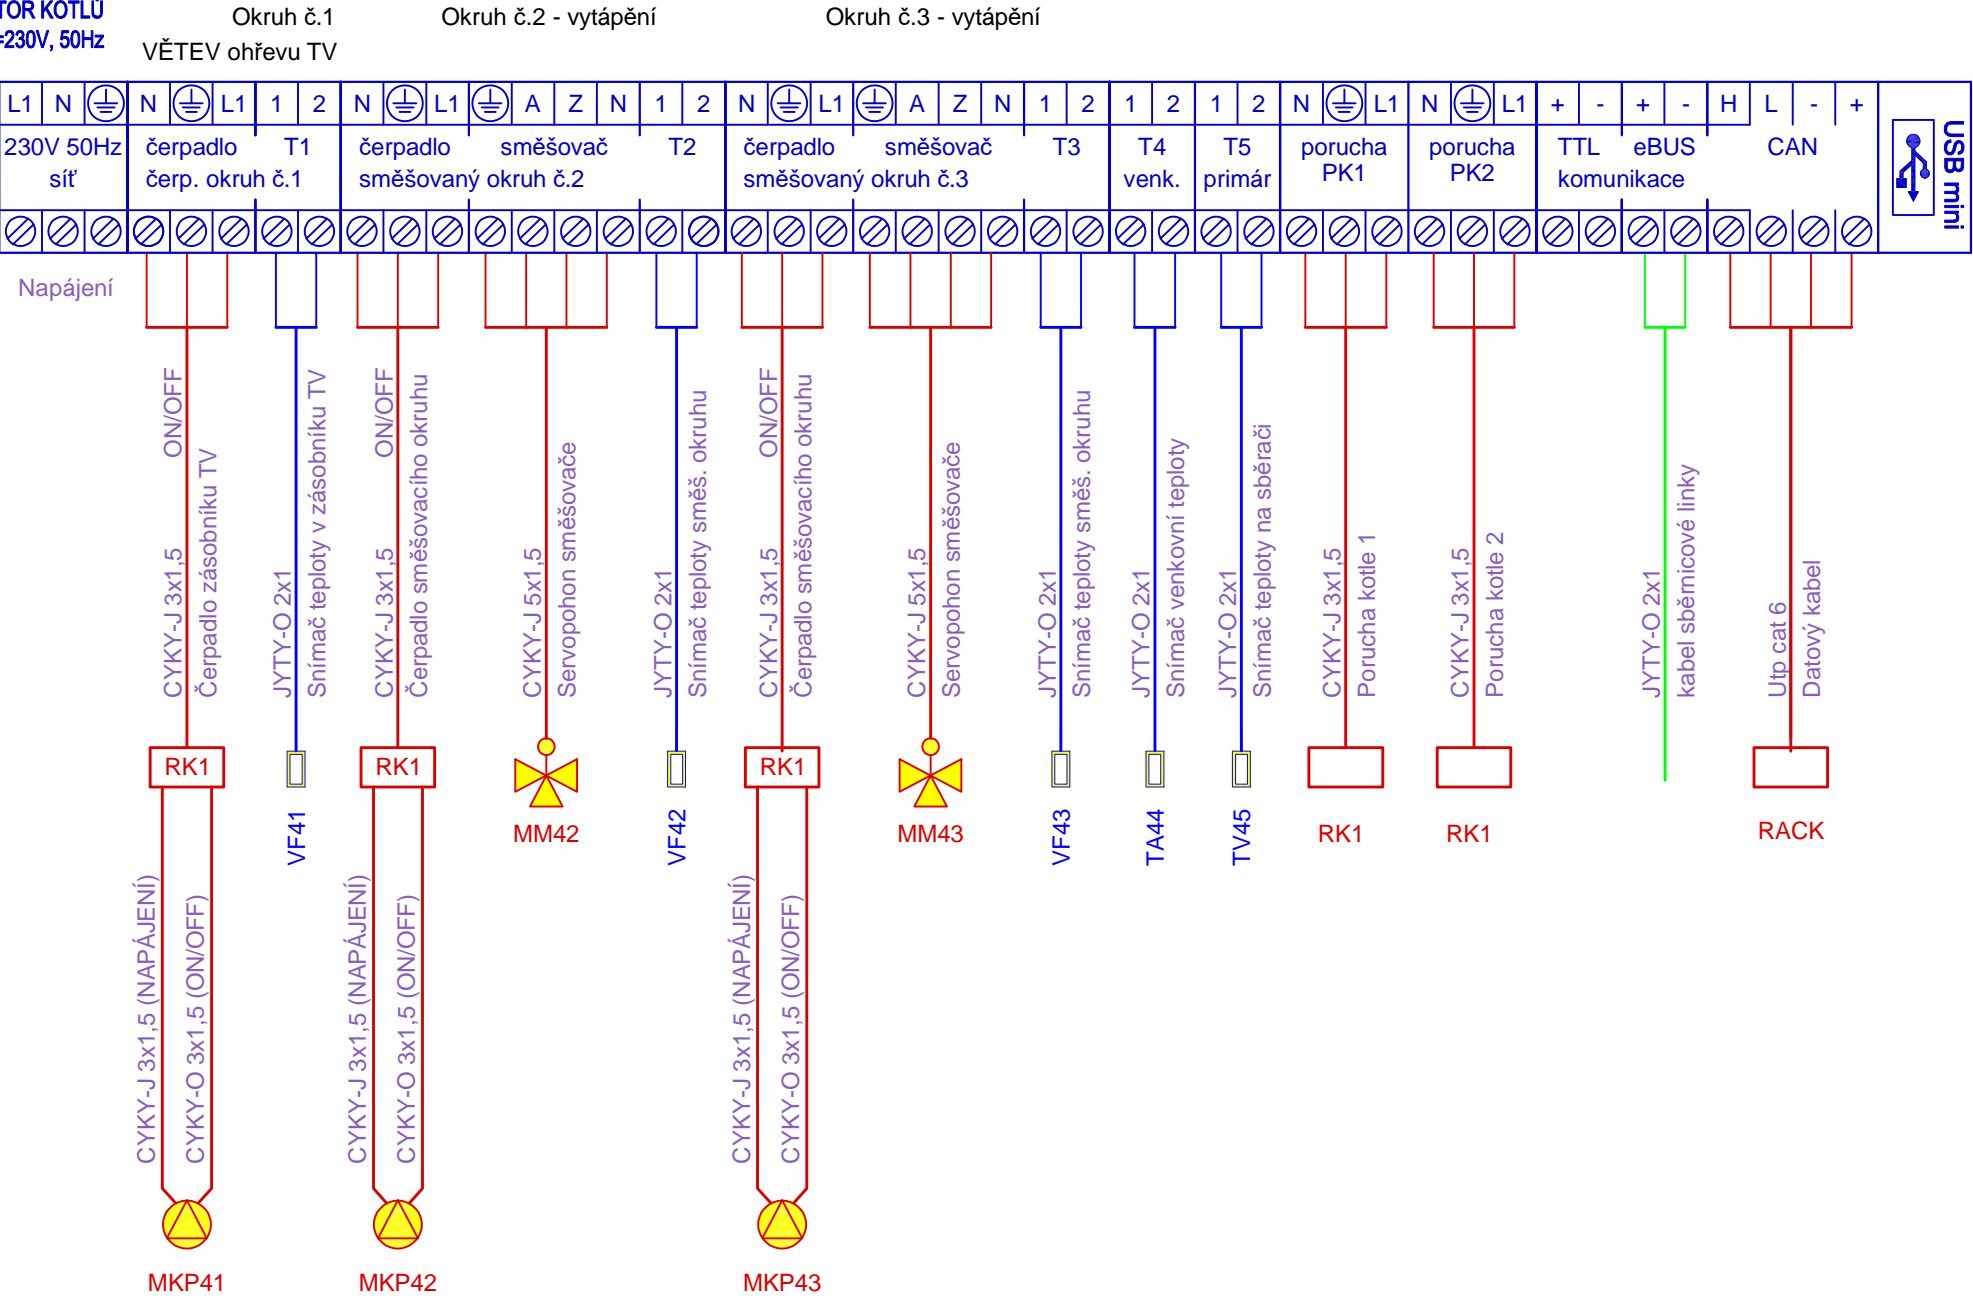 Okruh č.1 Okruh č.2 - vytápění Okruh č.3 - vytápění
TOR KOTLŮ
=230V, 50Hz
VĚTEV ohřevu TV
L1 N N L1 1 2 N L1 A Z N 1 2 N L1 A Z N 1 2 1 2 1 2 N L1 N L1 + - + - H L - +
230V 50Hz čerpadlo T1 čerpadlo směšovač T2 čerpadlo směšovač T3 T4 T5 porucha porucha TTL eBUS CAN
síť čerp. okruh č.1 směšovaný okruh č.2 směšovaný okruh č.3 venk. primár PK1 PK2 komunikace
USB mini
Napájení
ON/OFF
CYKY-J 3x1,5
Čerpadlo zásobníku TV
JYTY-O 2x1
Snímač teploty v zásobníku TV
ON/OFF
CYKY-J 3x1,5
Čerpadlo směšovacího okruhu
CYKY-J 5x1,5
Servopohon směšovače
JYTY-O 2x1
Snímač teploty směš. okruhu
ON/OFF
CYKY-J 3x1,5
Čerpadlo směšovacího okruhu
CYKY-J 5x1,5
Servopohon směšovače
JYTY-O 2x1
Snímač teploty směš. okruhu
JYTY-O 2x1
Snímač venkovní teploty
JYTY-O 2x1
Snímač teploty na sběrači
CYKY-J 3x1,5
Porucha kotle 1
CYKY-J 3x1,5
Porucha kotle 2
JYTY-O 2x1
kabel sběrnicové linky
Utp cat 6
Datový kabel
RK1 RK1 RK1
VF41
MM42
VF42
MM43
VF43
TA44
TV45
RK1
RK1
RACK
CYKY-J 3x1,5 (NAPÁJENÍ)
CYKY-O 3x1,5 (ON/OFF)
CYKY-J 3x1,5 (NAPÁJENÍ)
CYKY-O 3x1,5 (ON/OFF)
CYKY-J 3x1,5 (NAPÁJENÍ)
CYKY-O 3x1,5 (ON/OFF)
MKP41 MKP42 MKP43